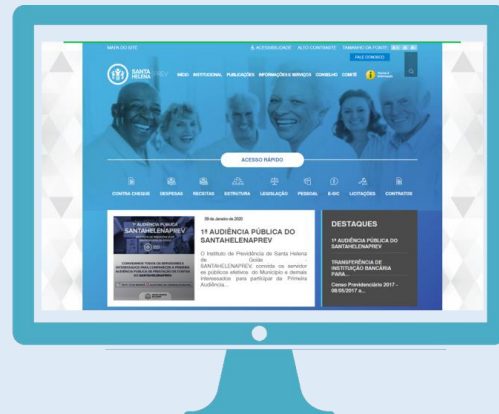 MAPA DO SITE
ACESSIBILIDADE ALTO CONTRASTE TAMANHO DA FONTE:
FALE CONOSCO
SANTA HELENA PREV
INÍCIO INSTITUCIONAL PUBLICAÇÕES INFORMAÇÕES E SERVIÇOS CONSELHO COMITÊ
ACESSO RÁPIDO
CONTRA CHEQUE DESPESAS RECEITAS ESTRUTURA LEGISLAÇÃO PESSOAL E-SIC LICITAÇÕES CONTRATOS
1ª AUDIÊNCIA PÚBLICA
SANTAHELENAPREV
09 de Janeiro de 2020
1ª AUDIÊNCIA PÚBLICA DO
SANTAHELENAPREV
O Instituto de Previdência de Santa Helena
de Goiás
SANTAHELENAPREV, convida os servidor
es públicos efetivos do Município e demais
interessados para participar da Primeira
Audiência...
DESTAQUES
1ª AUDIÊNCIA PÚBLICA DO
SANTAHELENAPREV
TRANSFERÊNCIA DE
INSTITUIÇÃO BANCÁRIA
PARA...
Censo Previdenciário 2017 -
08/05/2017 a...